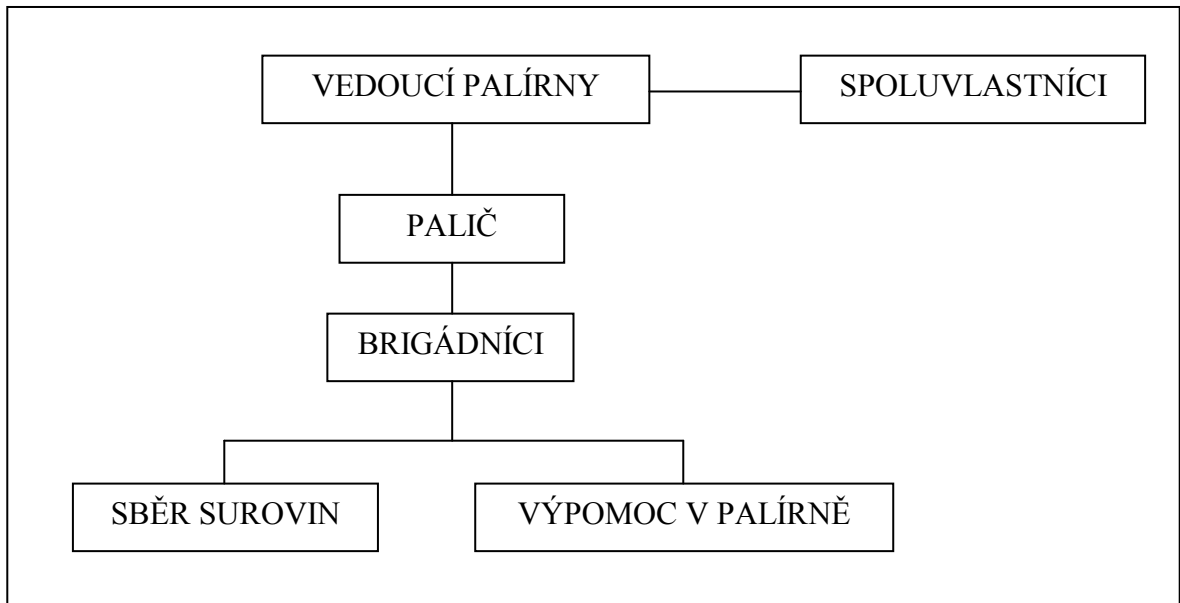 VEDOUCÍ PALÍRNY
SPOLUVLASTNÍCI
PALIČ
BRIGÁDNÍCI
SBĚR SUROVIN
VÝPOMOC V PALÍRNĚ